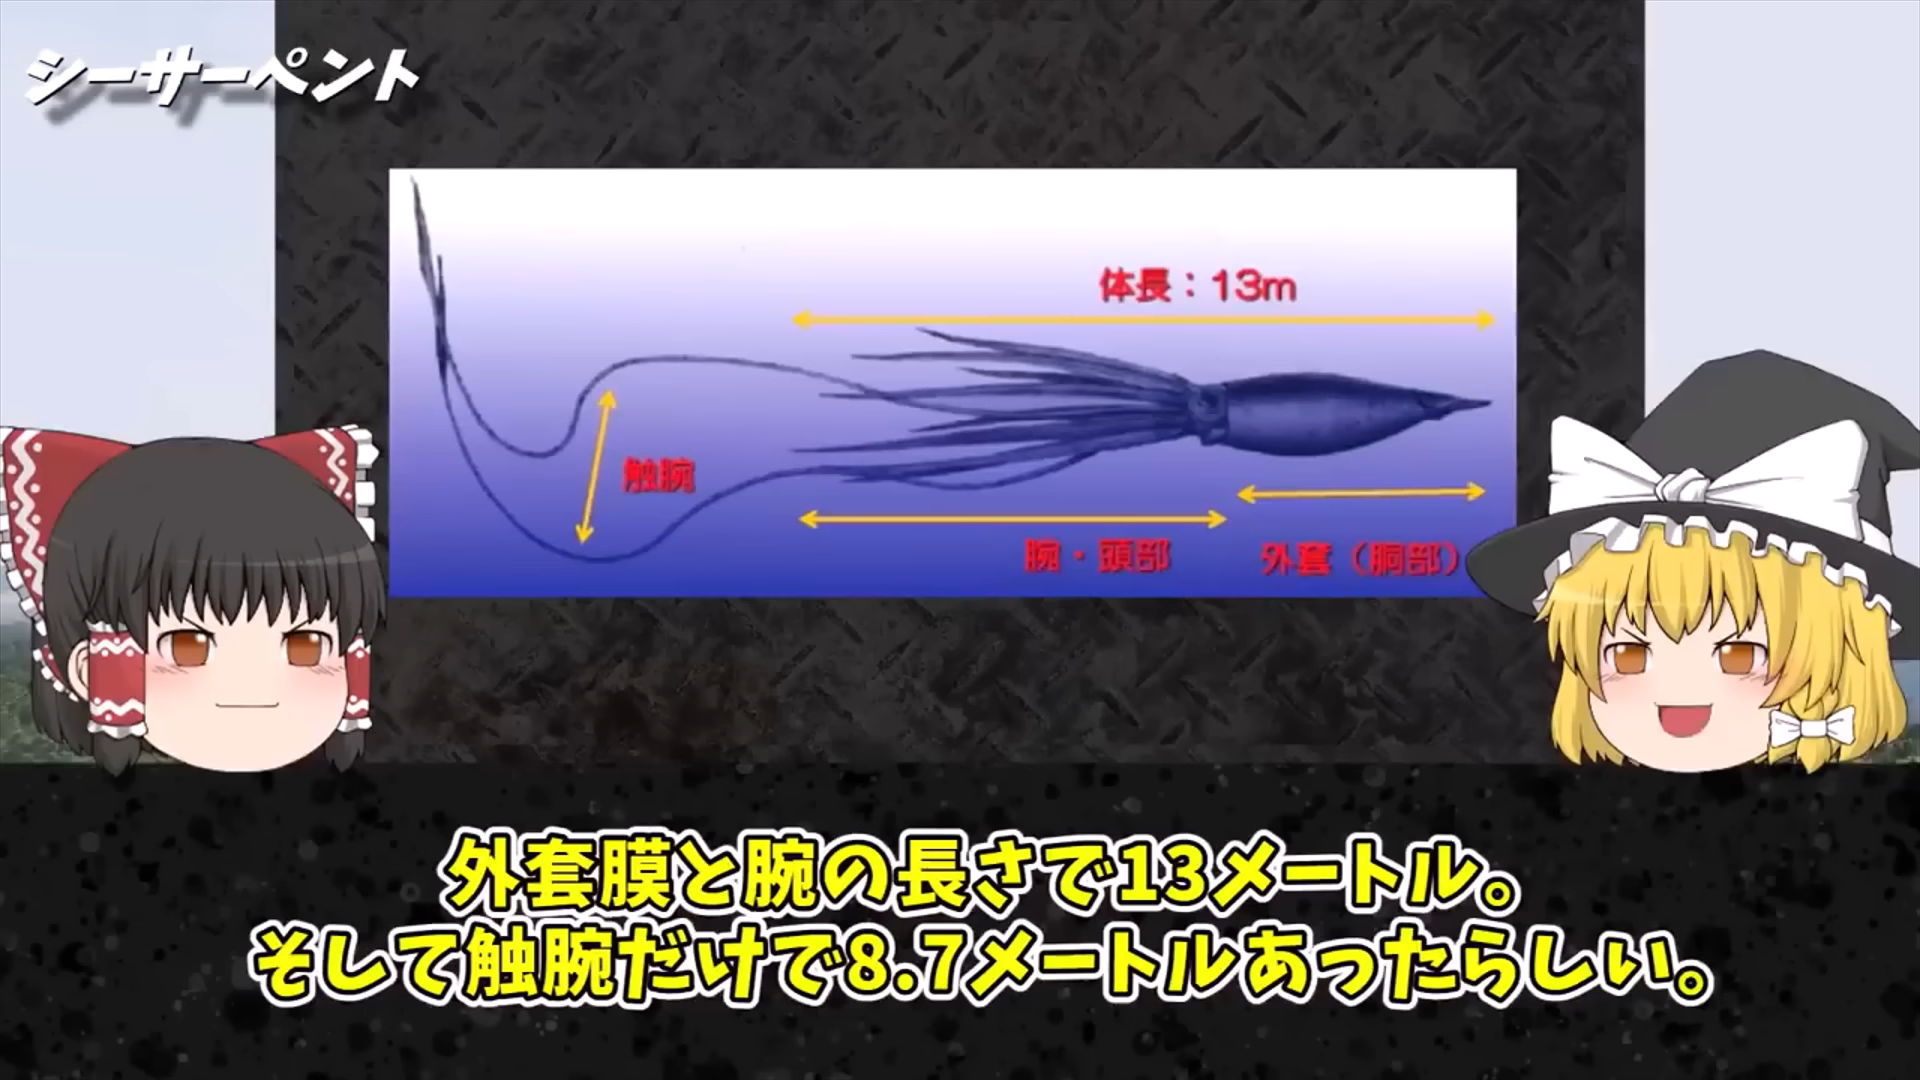 シーサーペント
体長：13m
触腕
腕・頭部
外套（胴部）
外套膜と腕の長さで13メートル。
そして触腕だけで8.7メートルあったらしい。